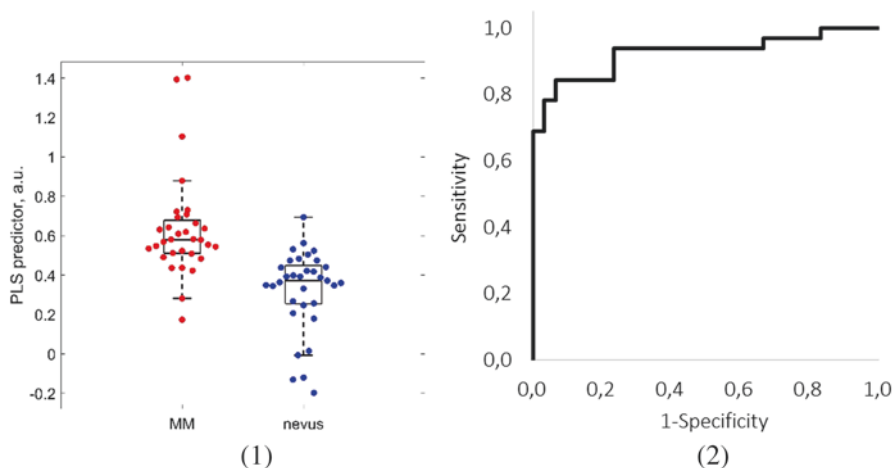 1.4
1.2
1
0.8
0.6
0.4
0.2
0
-0.2
PLS predictor, a.u.
MM
nevus
(1)
1,0
0,8
0,6
0,4
0,2
0,0
Sensitivity
0,0 0,2 0,4 0,6 0,8 1,0
1-Specificity
(2)